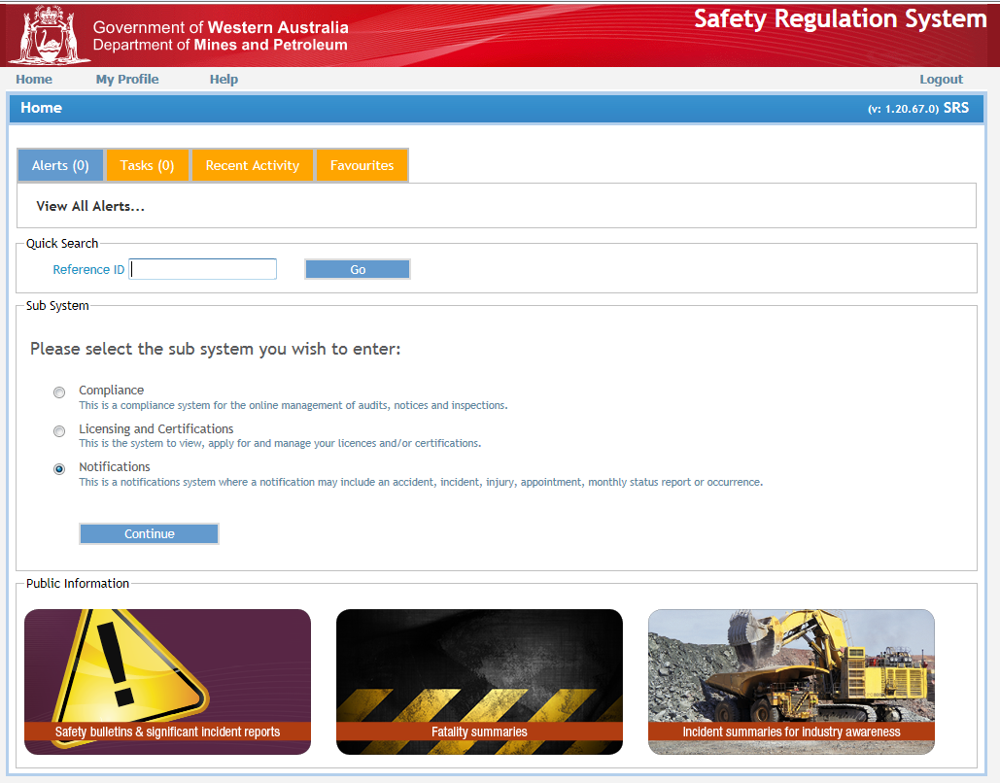 Government of Western Australia
Department of Mines and Petroleum
Safety Regulation System
Home My Profile Help Logout
Home (v: 1.20.67.0) SRS
Alerts (0) Tasks (0) Recent Activity Favourites
View All Alerts...
Quick Search
Reference ID Go
Sub System
Please select the sub system you wish to enter:
Compliance
This is a compliance system for the online management of audits, notices and inspections.
Licensing and Certifications
This is the system to view, apply for and manage your licences and/or certifications.
Notifications
This is a notifications system where a notification may include an accident, incident, injury, appointment, monthly status report or occurrence.
Continue
Public Information
!
Safety bulletins & significant incident reports Fatality summaries Incident summaries for industry awareness